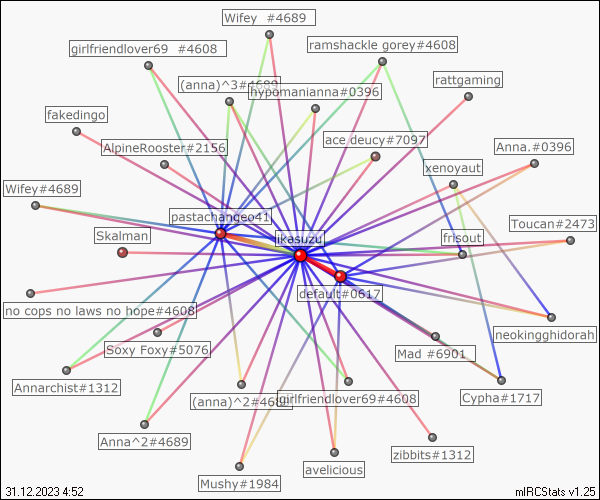 Wifey  #4689
girlfriendlover69  #4608
ramshackle gorey#4608
(anna)^3#4689
rattgaming
hypomanianna#0396
fakedingo
ace deucy#7097
AlpineRooster#2156
Anna.#0396
xenoyaut
Wifey#4689
pastachangeo41
Toucan#2473
Skalman
ikasuzu
frisout
default#0617
no cops no laws no hope#4608
neokingghidorah
Soxy Foxy#5076
Mad #6901
Annarchist#1312
(anna)^2#468
girlfriendlover69#4608
Cypha#1717
Anna^2#4689
zibbits#1312
avelicious
Mushy#1984
31.12.2023 4:52
mIRCStats v1.25